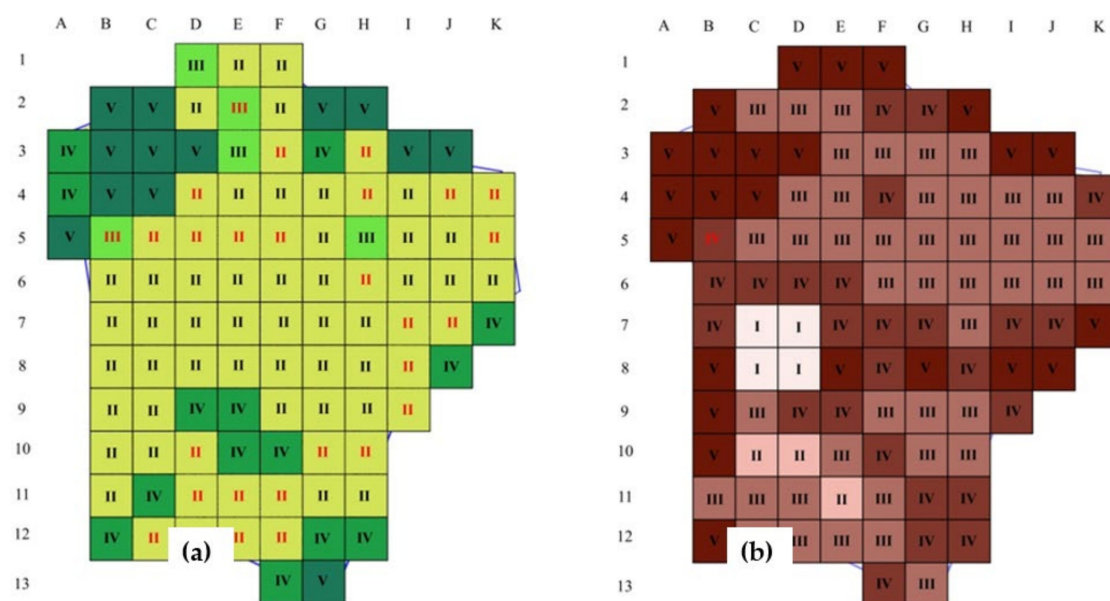 A B C D E F G H I J K
1 III II II
2 V V II III II V V
3 IV V V V III II IV II V V
4 IV V V II II II II II II II II
5 V III II II II II II III II II II
6 II II II II II II II II II II
7 II II II II II II II II II IV
8 II II II II II II II II IV
9 II II IV IV II II II II
10 II II II IV IV II II
11 II IV II II II II II
12 IV II II II IV IV
13 IV V
(a)
A B C D E F G H I J K
1 V V V
2 V III III III IV IV V
3 V V V V III III III III V V
4 V V V III III IV III III III III IV
5 V III III III III III III III III III
6 IV IV IV IV III III III III III III
7 IV I I IV IV IV III IV IV V
8 V I I V IV V IV V V
9 V III IV IV III III III IV
10 V II II III IV III III
11 III III III II III IV IV
12 V III III III IV IV
13 IV III
(b)